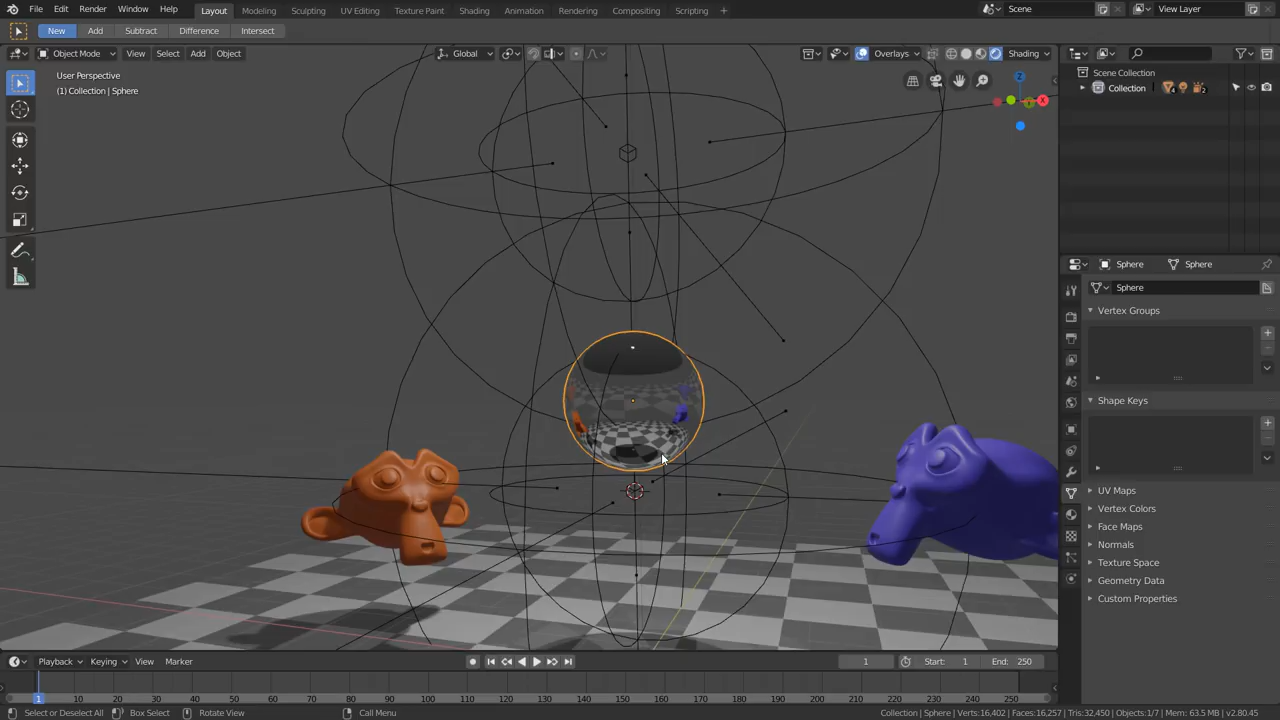 File Edit Render Window Help Layout Modeling Sculpting UV Editing Texture Paint Shading Animation Rendering Compositing Scripting + Scene View Layer
New Add Subtract Difference Intersect
Object Mode View Select Add Object Global Overlays Shading
User Perspective
(1) Collection | Sphere
Z
X
Y
Scene Collection
Collection 4 2
Sphere Sphere
Sphere
Vertex Groups
Shape Keys
UV Maps
Vertex Colors
Face Maps
Normals
Texture Space
Geometry Data
Custom Properties
Playback Keying View Marker 1 Start: 1 End: 250
1 10 20 30 40 50 60 70 80 90 100 110 120 130 140 150 160 170 180 190 200 210 220 230 240 250
Select or Deselect All Box Select Rotate View Call Menu Collection | Sphere | Verts:16,402 | Faces:16,257 | Tris:32,450 | Objects:1/7 | Mem: 63.5 MB | v2.80.45